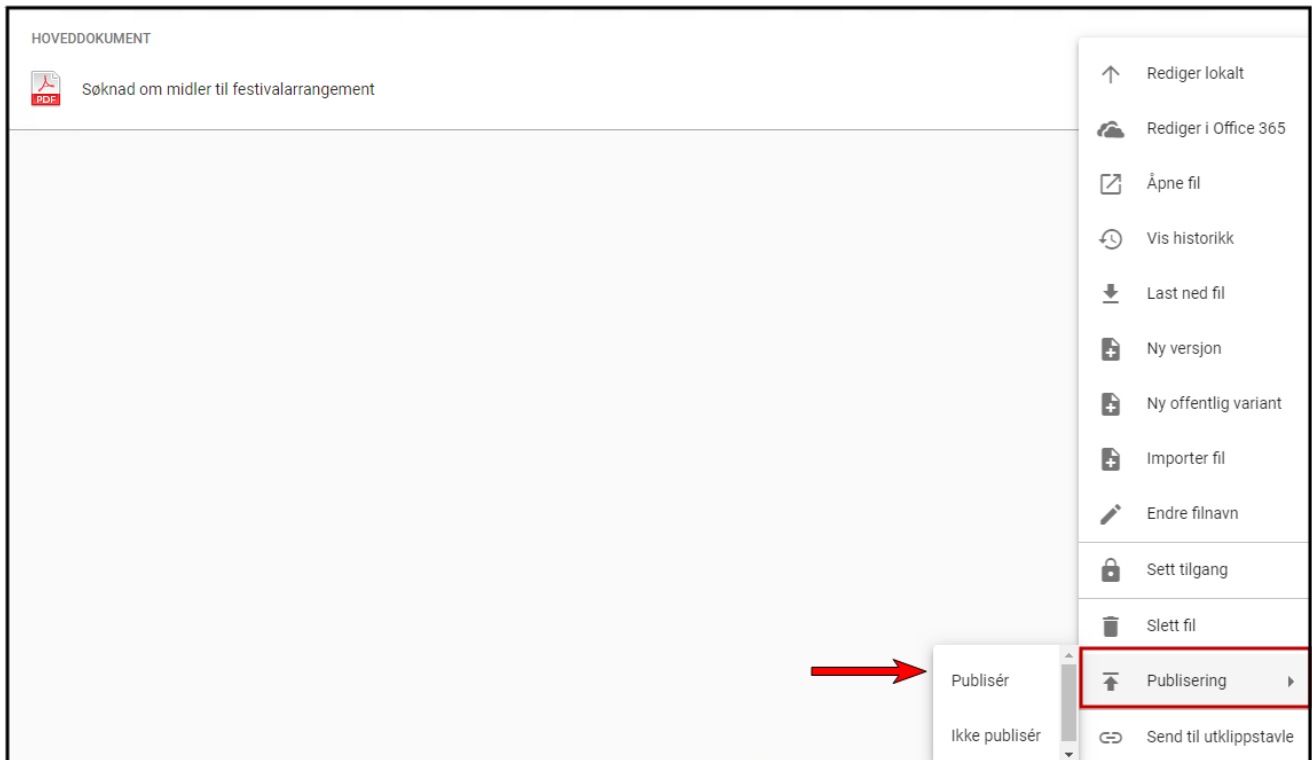 HOVEDDOKUMENT
PDF
Søknad om midler til festivalarrangement
Rediger lokalt
Rediger i Office 365
Åpne fil
Vis historikk
Last ned fil
Ny versjon
Ny offentlig variant
Importer fil
Endre filnavn
Sett tilgang
Slett fil
Publisering
Publisér
Ikke publisér
Send til utklippstavle